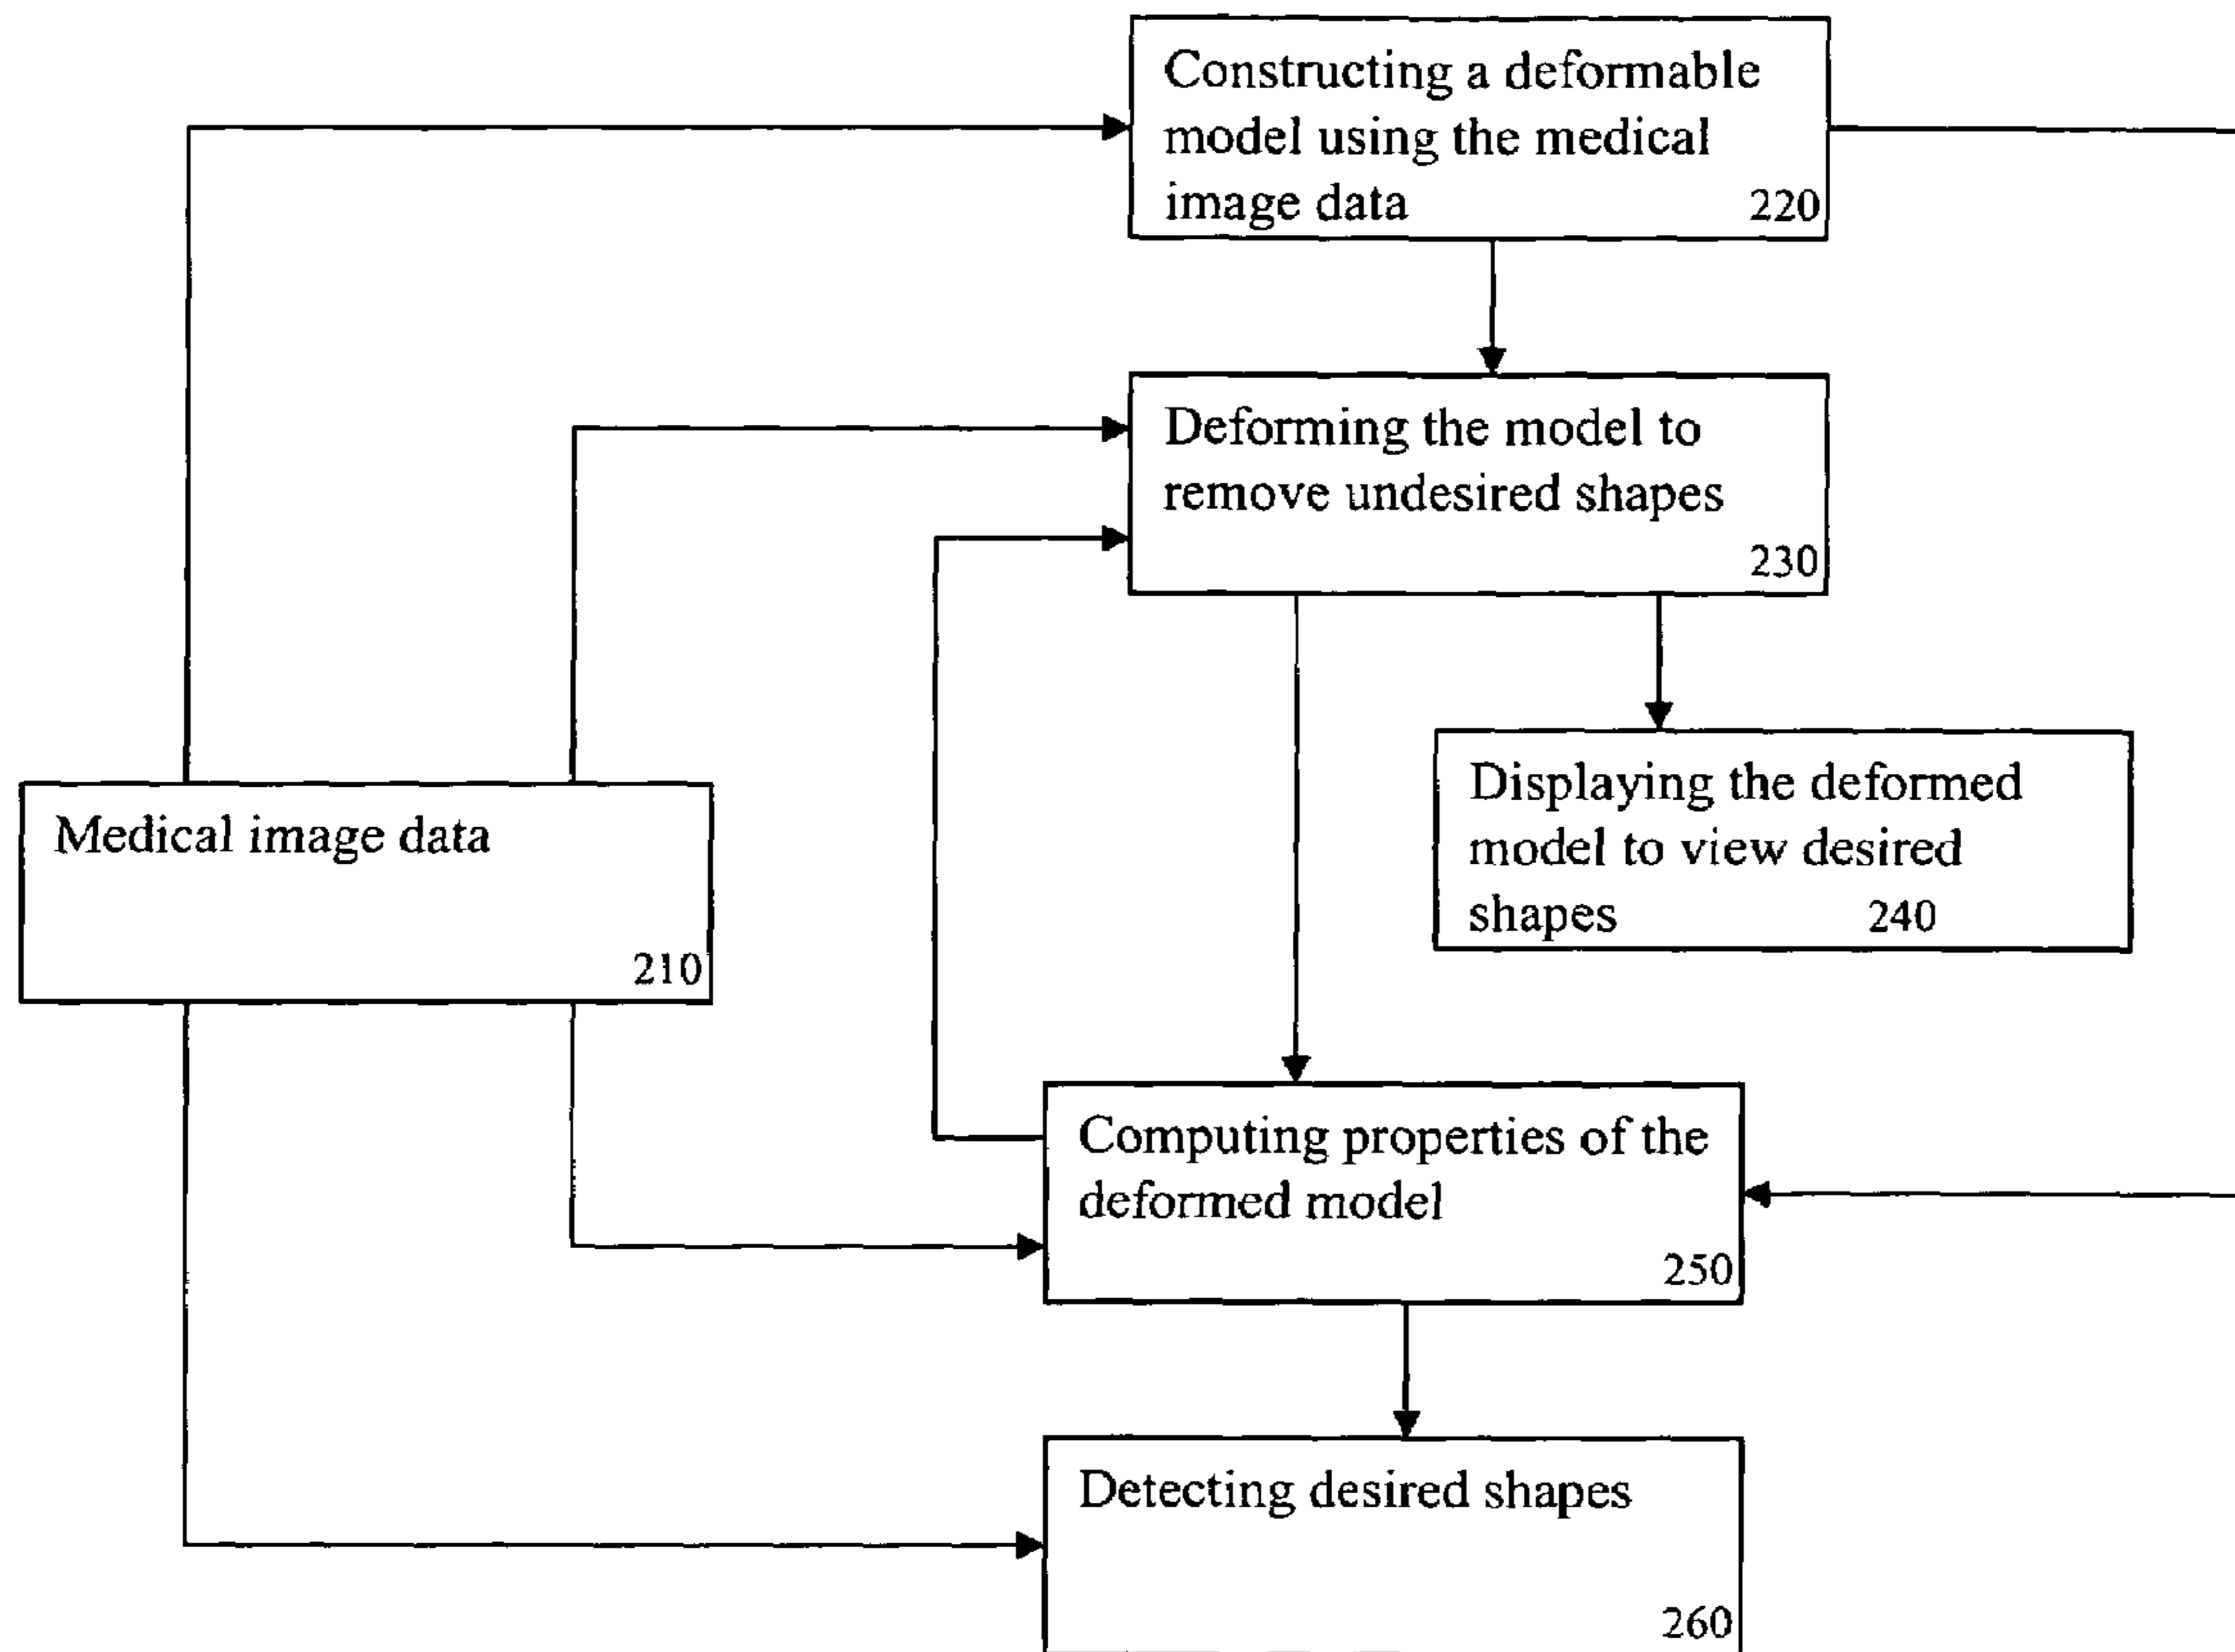 Constructing a deformable
model using the medical
image data 220
Deforming the model to
remove undesired shapes
230
Displaying the deformed
model to view desired
shapes 240
Medical image data
210
Computing properties of the
deformed model
250
Detecting desired shapes
260